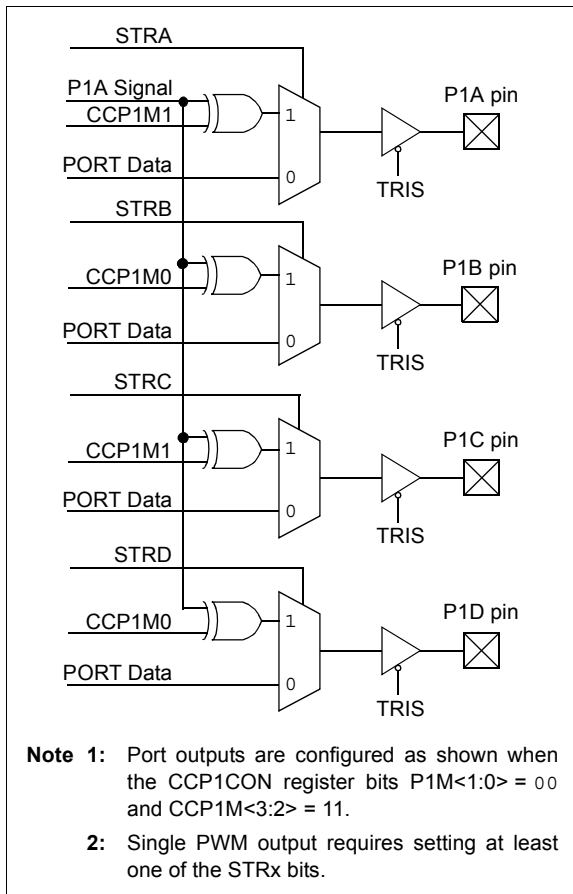 STRA
P1A Signal
CCP1M1
1
P1A pin
PORT Data
0
TRIS
STRB
CCP1M0
1
P1B pin
PORT Data
0
TRIS
STRC
CCP1M1
1
P1C pin
PORT Data
0
TRIS
STRD
CCP1M0
1
P1D pin
PORT Data
0
TRIS
Note 1: Port outputs are configured as shown when
the CCP1CON register bits P1M<1:0> = 00
and CCP1M<3:2> = 11.
2: Single PWM output requires setting at least
one of the STRx bits.